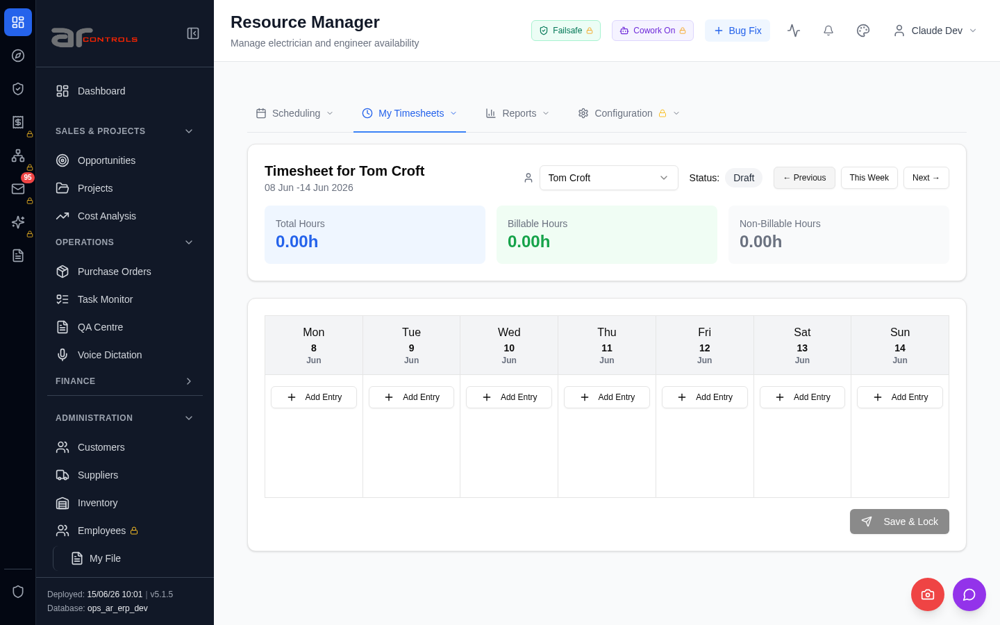 ar CONTROLS
95
Dashboard
SALES & PROJECTS
Opportunities
Projects
Cost Analysis
OPERATIONS
Purchase Orders
Task Monitor
QA Centre
Voice Dictation
FINANCE
ADMINISTRATION
Customers
Suppliers
Inventory
Employees
My File
Deployed: 15/06/26 10:01 | v5.1.5
Database: ops_ar_erp_dev
Resource Manager
Manage electrician and engineer availability
Failsafe
Cowork On
Bug Fix
Claude Dev
Scheduling
My Timesheets
Reports
Configuration
Timesheet for Tom Croft
08 Jun -14 Jun 2026
Tom Croft
Status: Draft
← Previous
This Week
Next →
Total Hours
0.00h
Billable Hours
0.00h
Non-Billable Hours
0.00h
Mon
8
Jun
Tue
9
Jun
Wed
10
Jun
Thu
11
Jun
Fri
12
Jun
Sat
13
Jun
Sun
14
Jun
Add Entry
Add Entry
Add Entry
Add Entry
Add Entry
Add Entry
Add Entry
Save & Lock